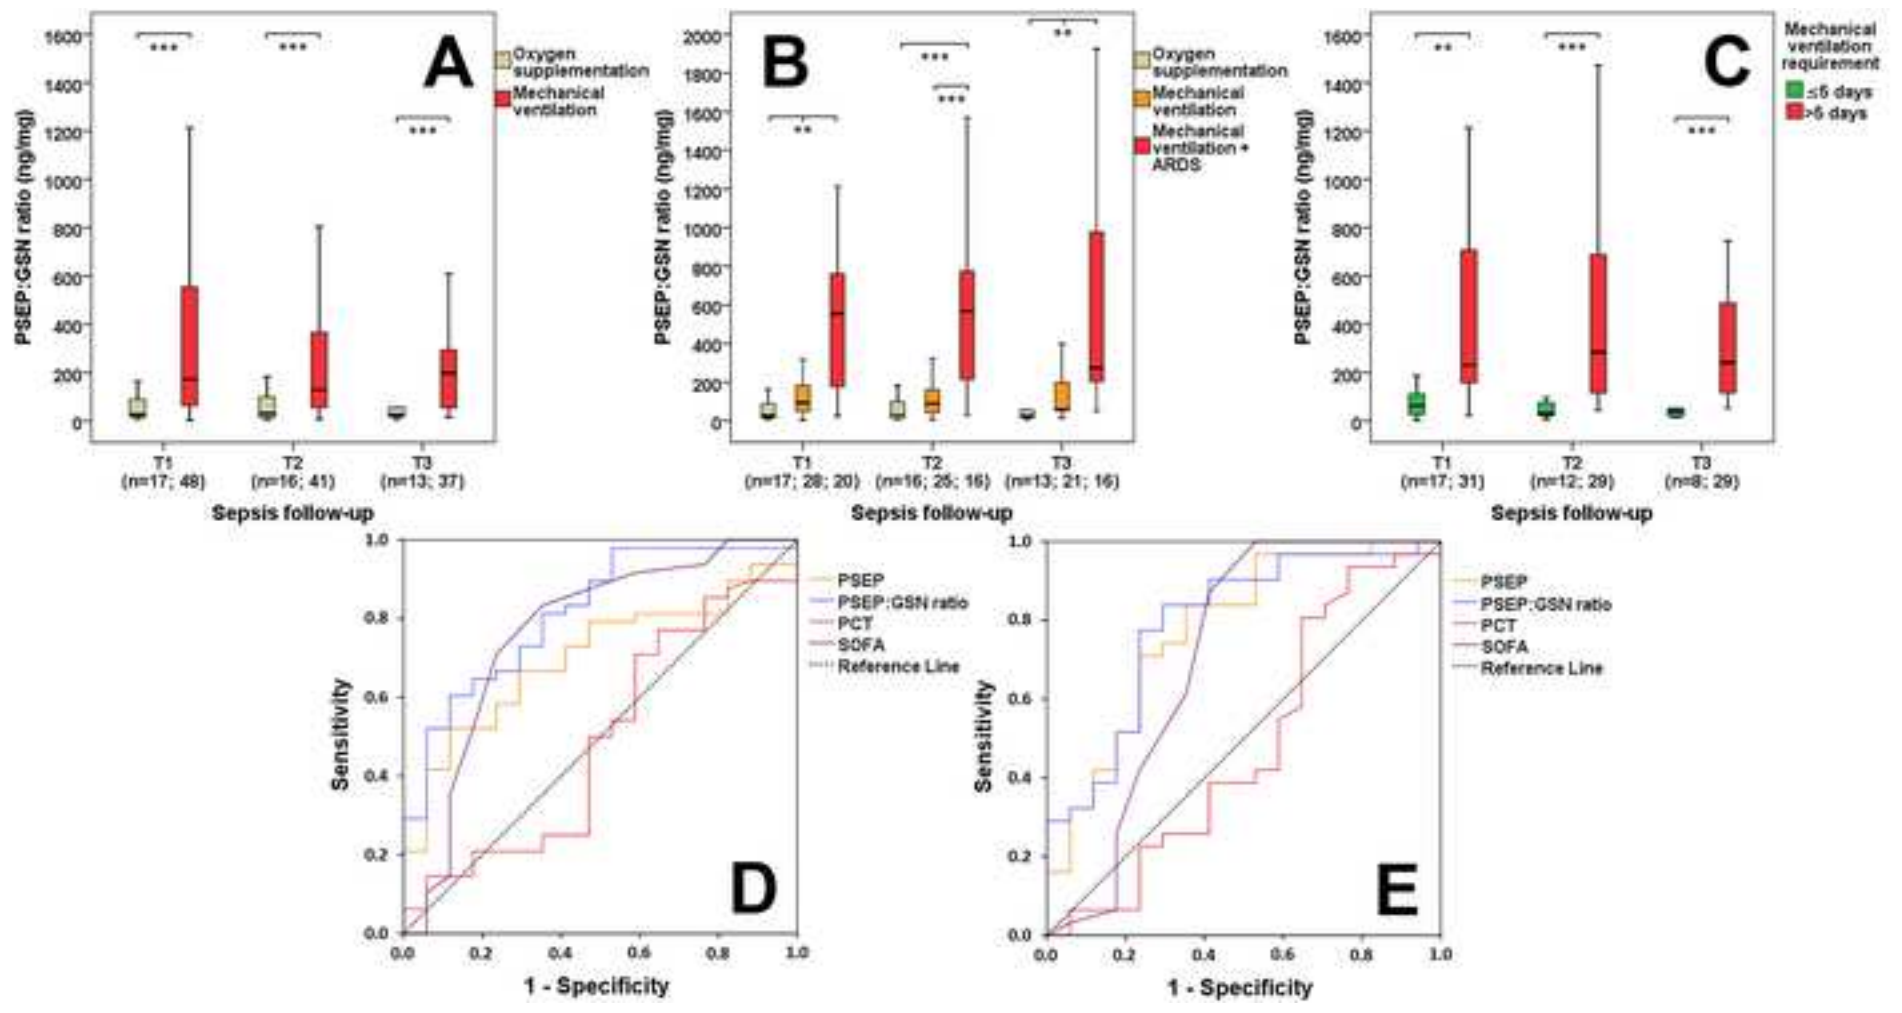 A
1600
1400
1200
1000
800
600
400
200
0
PSEP:GSN ratio (ng/mg)
***
***
***
T1
T2
T3
(n=17; 48)
(n=16; 41)
(n=13; 37)
Sepsis follow-up
Oxygen
supplementation
Mechanical
ventilation
B
2000
1800
1600
1400
1200
1000
800
600
400
200
0
PSEP:GSN ratio (ng/mg)
**
***
***
**
T1
T2
T3
(n=17; 28; 20)
(n=16; 25; 16)
(n=13; 21; 16)
Sepsis follow-up
Oxygen
supplementation
Mechanical
ventilation
Mechanical
ventilation +
ARDS
C
1600
1400
1200
1000
800
600
400
200
0
PSEP:GSN ratio (ng/mg)
**
***
***
T1
T2
T3
(n=17; 31)
(n=12; 29)
(n=8; 29)
Sepsis follow-up
Mechanical
ventilation
requirement
days
days
D
1.0
0.8
0.6
0.4
0.2
0.0
Sensitivity
0.0
0.2
0.4
0.6
0.8
1.0
1 - Specificity
PSEP
PSEP:GSN ratio
PCT
SOFA
Reference Line
E
1.0
0.8
0.6
0.4
0.2
0.0
Sensitivity
0.0
0.2
0.4
0.6
0.8
1.0
1 - Specificity
PSEP
PSEP:GSN ratio
PCT
SOFA
Reference Line